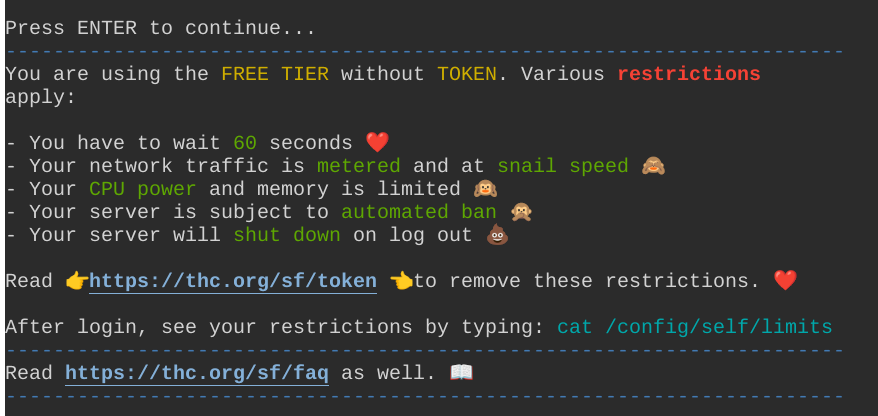 Press ENTER to continue...
----------------------------------------------------------------------
You are using the FREE TIER without TOKEN. Various restrictions
apply:
- You have to wait 60 seconds ❤️
- Your network traffic is metered and at snail speed 🙈
- Your CPU power and memory is limited 🙉
- Your server is subject to automated ban 🙊
- Your server will shut down on log out 💩
Read 👉https://thc.org/sf/token 👈to remove these restrictions. ❤️
After login, see your restrictions by typing: cat /config/self/limits
----------------------------------------------------------------------
Read https://thc.org/sf/faq as well. 📖
----------------------------------------------------------------------